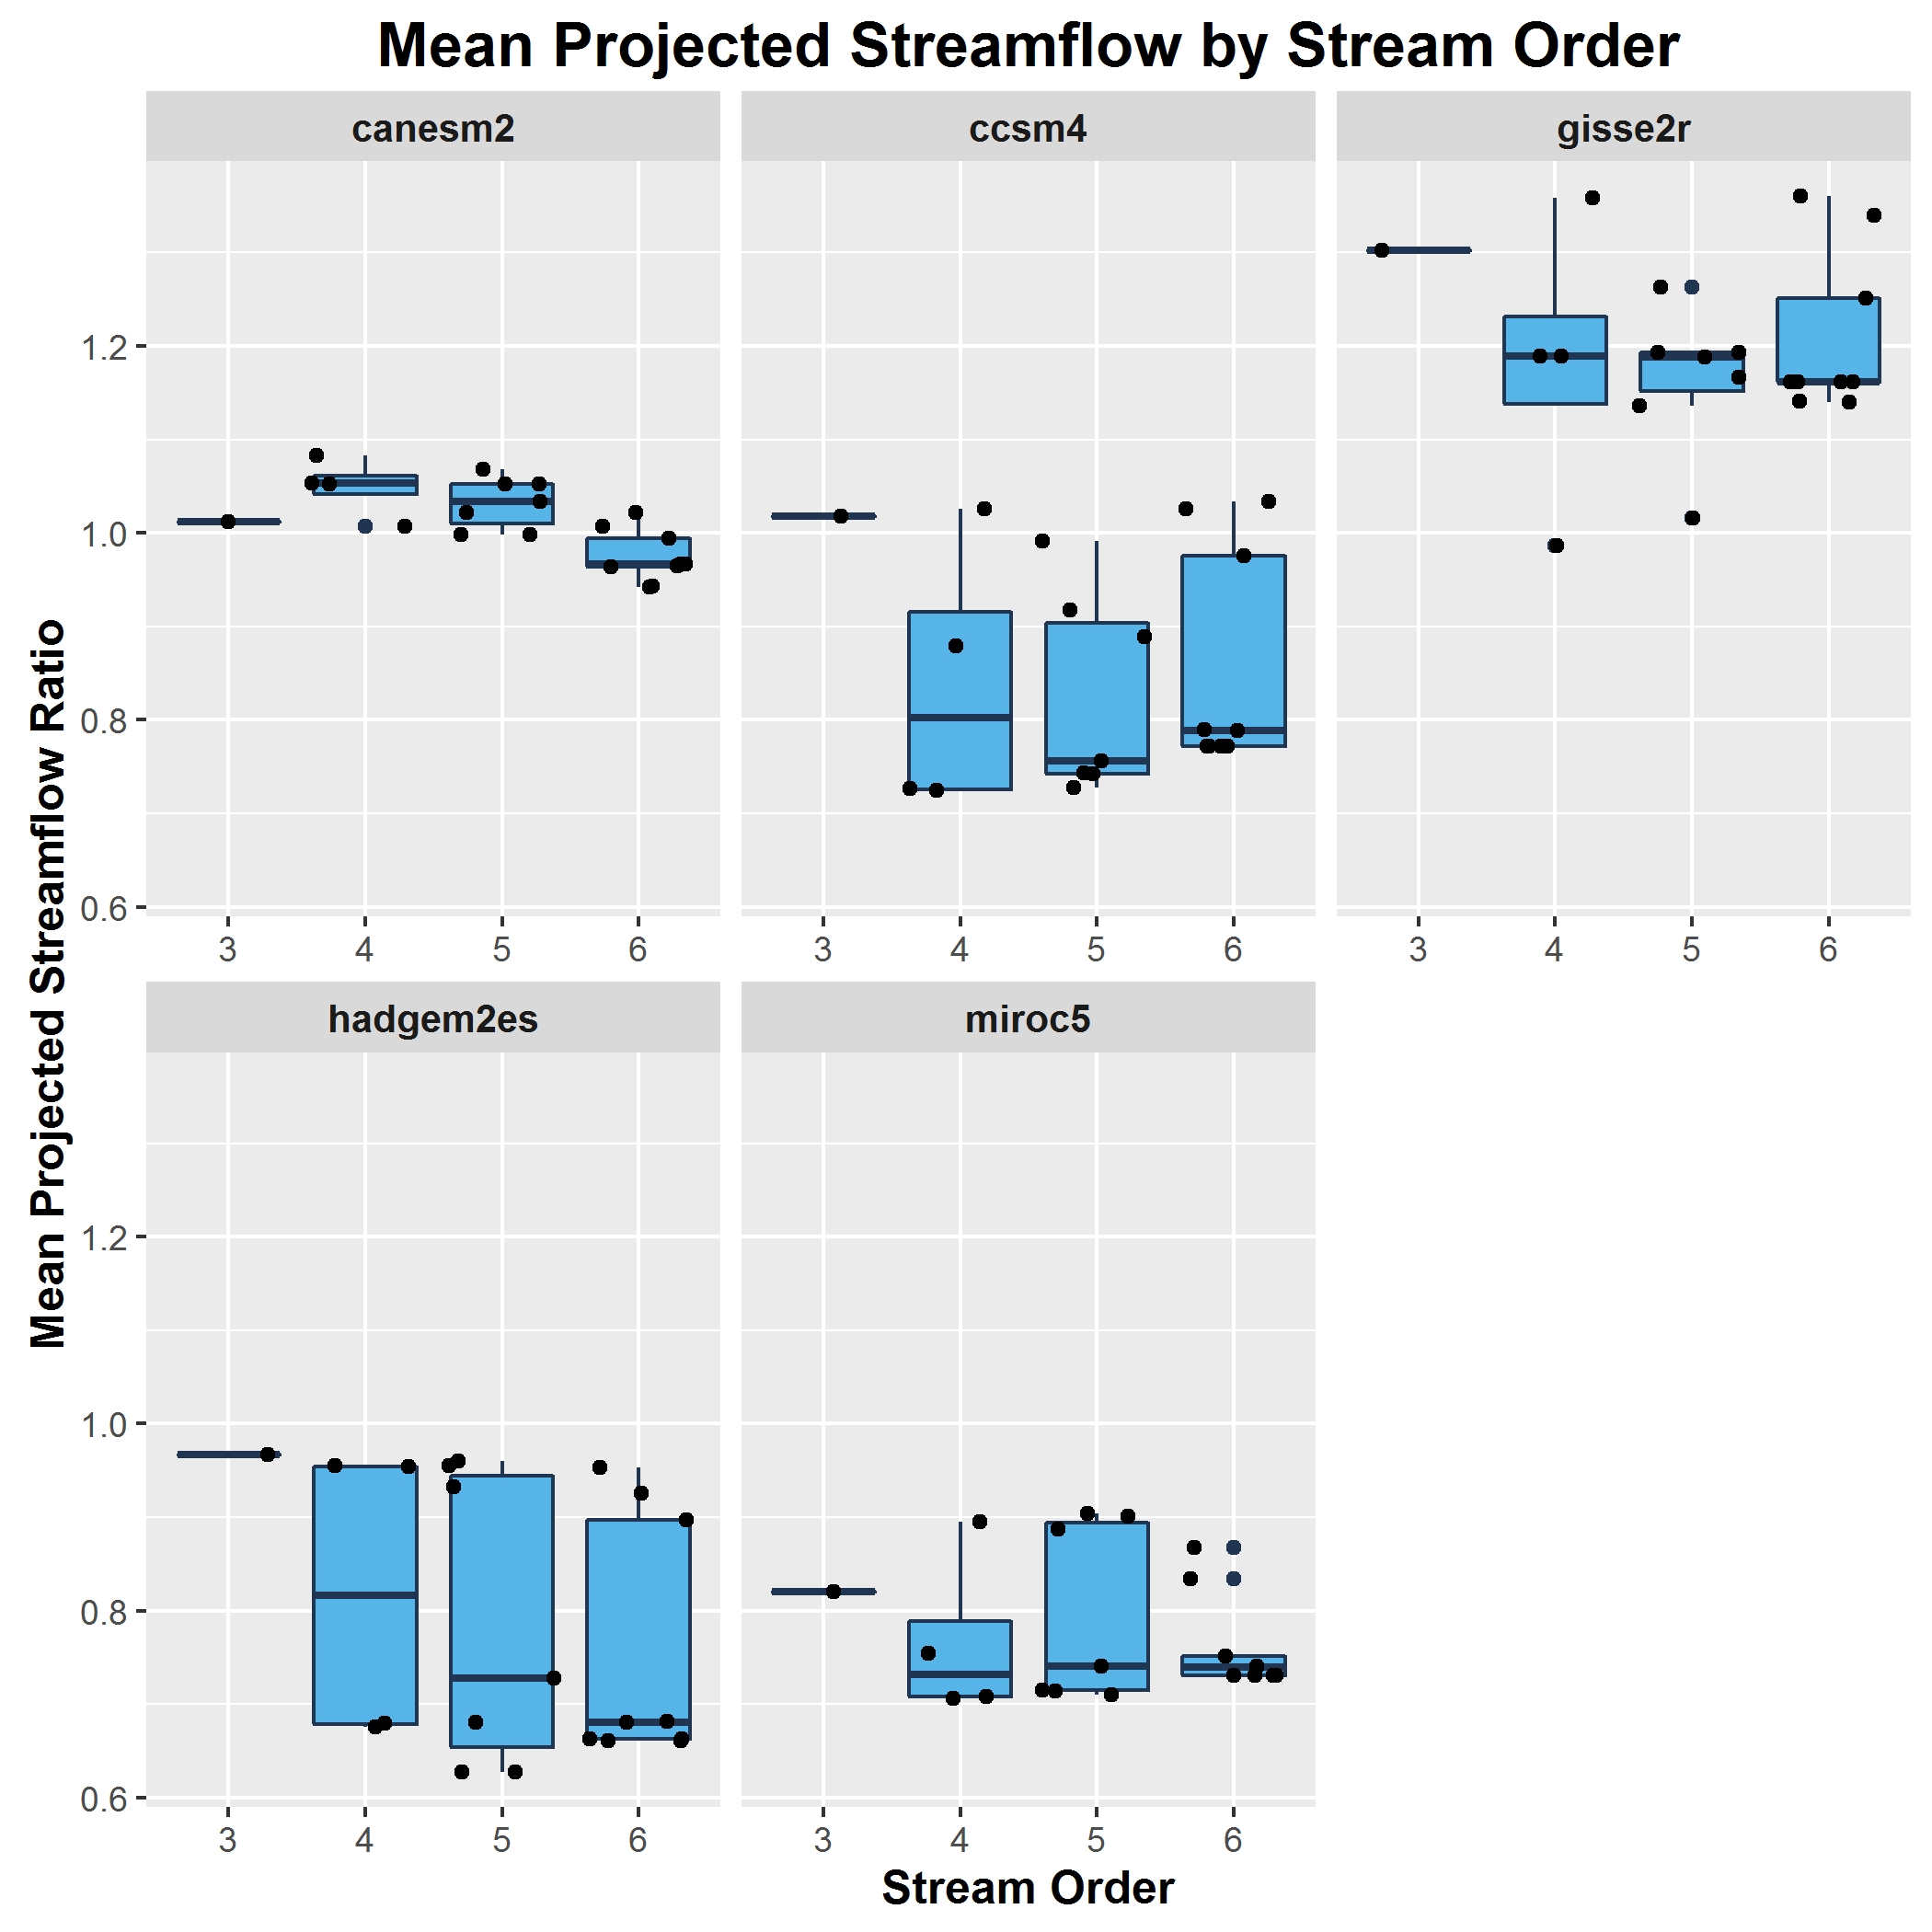 Mean Projected Streamflow by Stream Order
canesm2
ccsm4
gisse2r
Mean Projected Streamflow Ratio
1.2
1.0
0.8
0.6
3 4 5 6
3 4 5 6
3 4 5 6
hadgem2es
miroc5
1.2
1.0
0.8
0.6
3 4 5 6
3 4 5 6
Stream Order